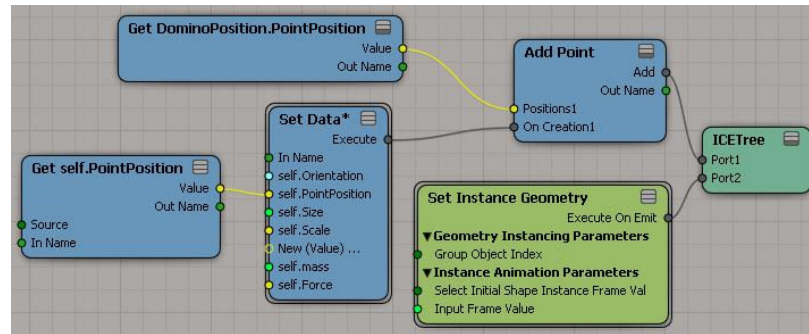 Get DominoPosition.PointPosition
Value
Out Name
Add Point
Add
Out Name
Positions1
On Creation1
Set Data*
Execute
In Name
self.Orientation
self.PointPosition
self.Size
self.Scale
New (Value) ...
self.mass
self.Force
Get self.PointPosition
Value
Out Name
Source
In Name
ICETree
Port1
Port2
Set Instance Geometry
Execute On Emit
▼Geometry Instancing Parameters
Group Object Index
▼Instance Animation Parameters
Select Initial Shape Instance Frame Val
Input Frame Value